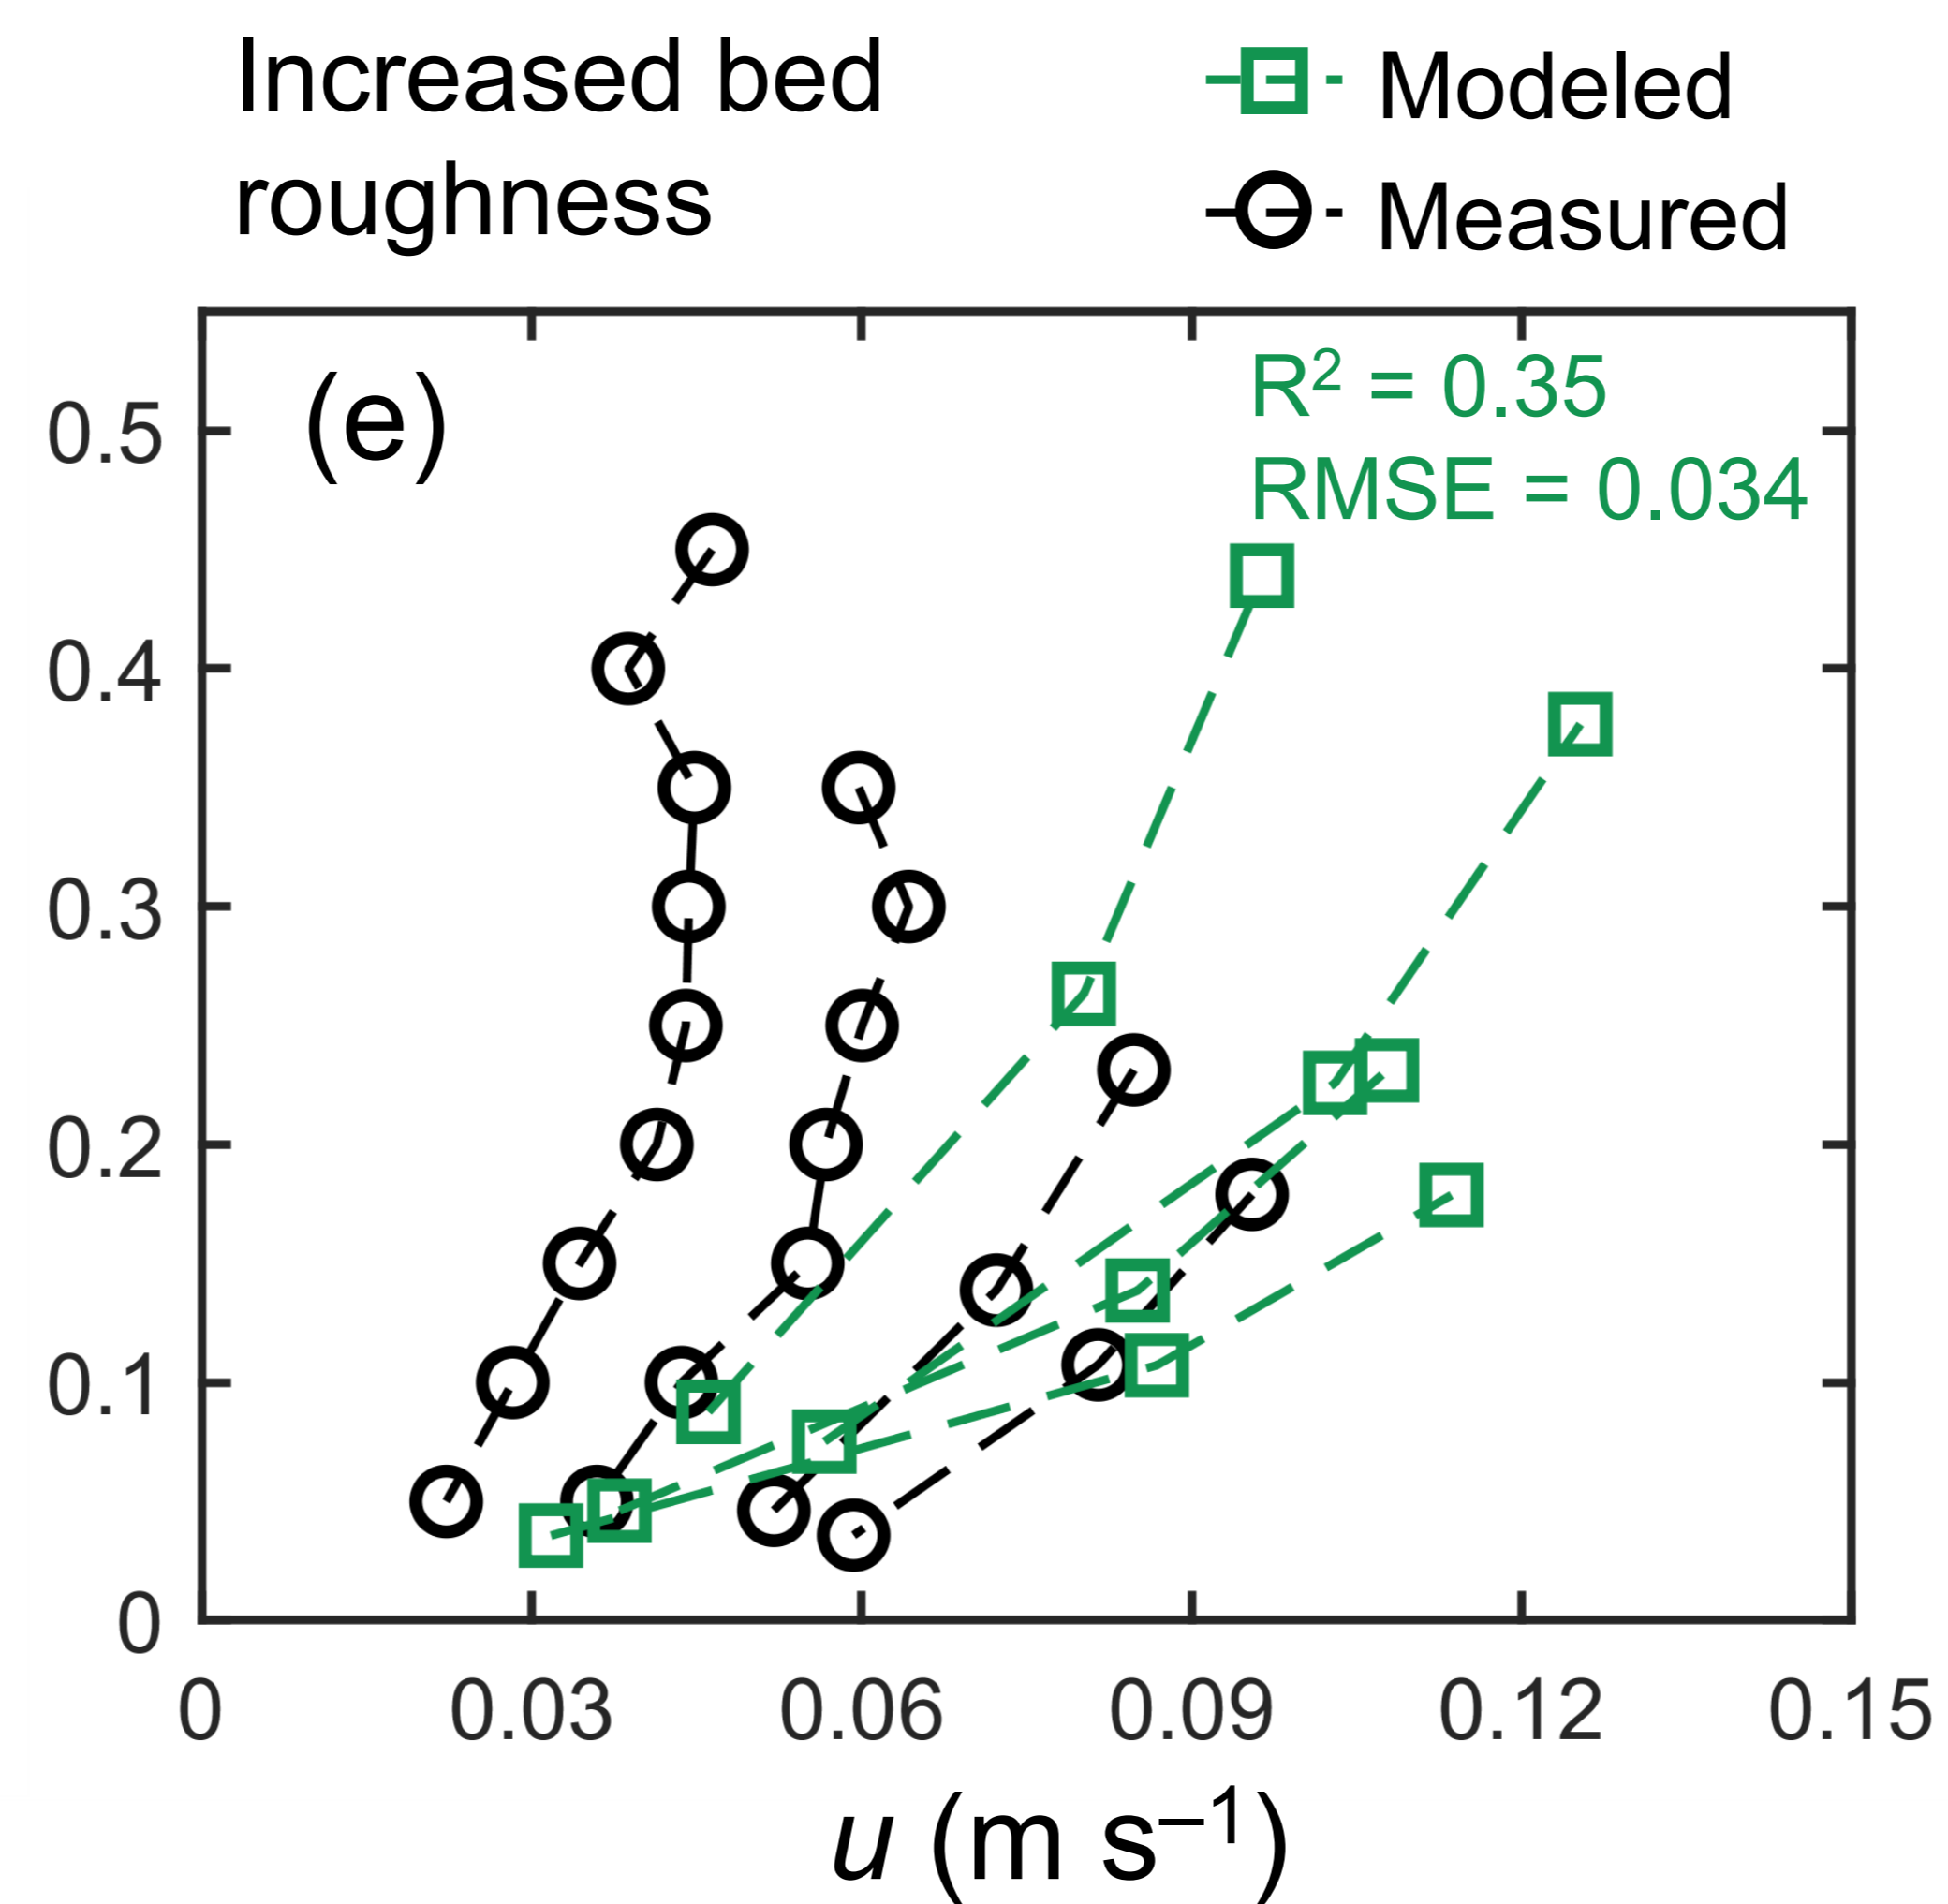 Increased bed
roughness
Modeled
Measured
(e)
R² = 0.35
RMSE = 0.034
0.5
0.4
0.3
0.2
0.1
0
0 0.03 0.06 0.09 0.12 0.15
u (m s⁻¹)